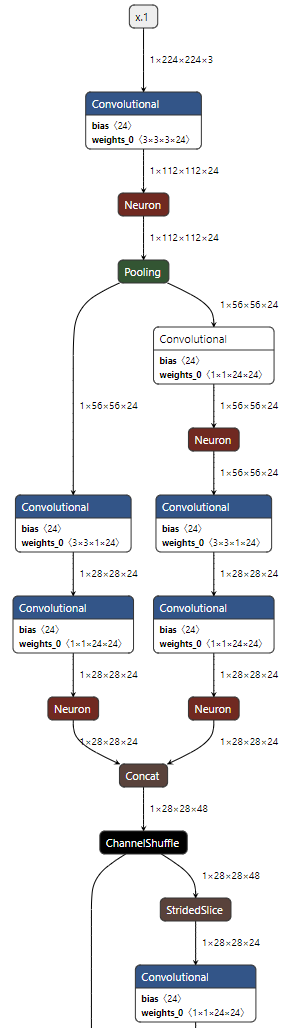 x.1
1×224×224×3
Convolutional
bias 〈24〉
weights_0 〈3×3×3×24〉
1×112×112×24
Neuron
1×112×112×24
Pooling
1×56×56×24
Convolutional
bias 〈24〉
weights_0 〈1×1×24×24〉
1×56×56×24
1×56×56×24
Neuron
1×56×56×24
Convolutional
bias 〈24〉
weights_0 〈3×3×1×24〉
Convolutional
bias 〈24〉
weights_0 〈3×3×1×24〉
1×28×28×24
1×28×28×24
Convolutional
bias 〈24〉
weights_0 〈1×1×24×24〉
Convolutional
bias 〈24〉
weights_0 〈1×1×24×24〉
1×28×28×24
1×28×28×24
Neuron
Neuron
1×28×28×24
1×28×28×24
Concat
1×28×28×48
ChannelShuffle
1×28×28×48
StridedSlice
1×28×28×24
Convolutional
bias 〈24〉
weights_0 〈1×1×24×24〉